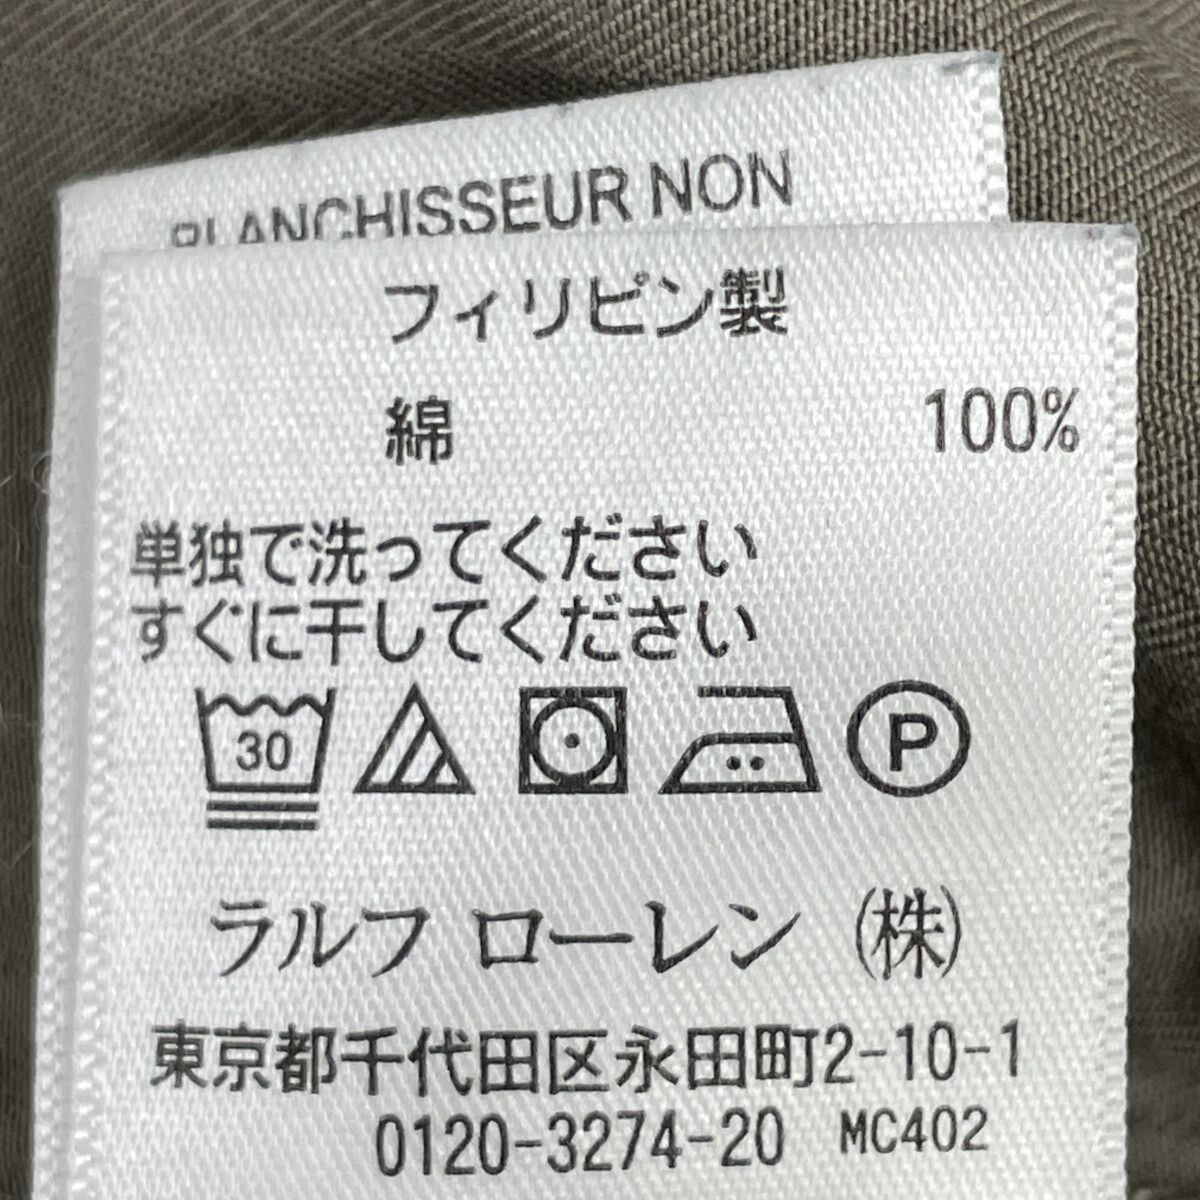 BLANCHISSEUR NON
フィリピン製
綿 100%
単独で洗ってください
すぐに干してください
30 P
ラルフ ローレン (株)
東京都千代田区永田町2-10-1
0120-3274-20 MC402